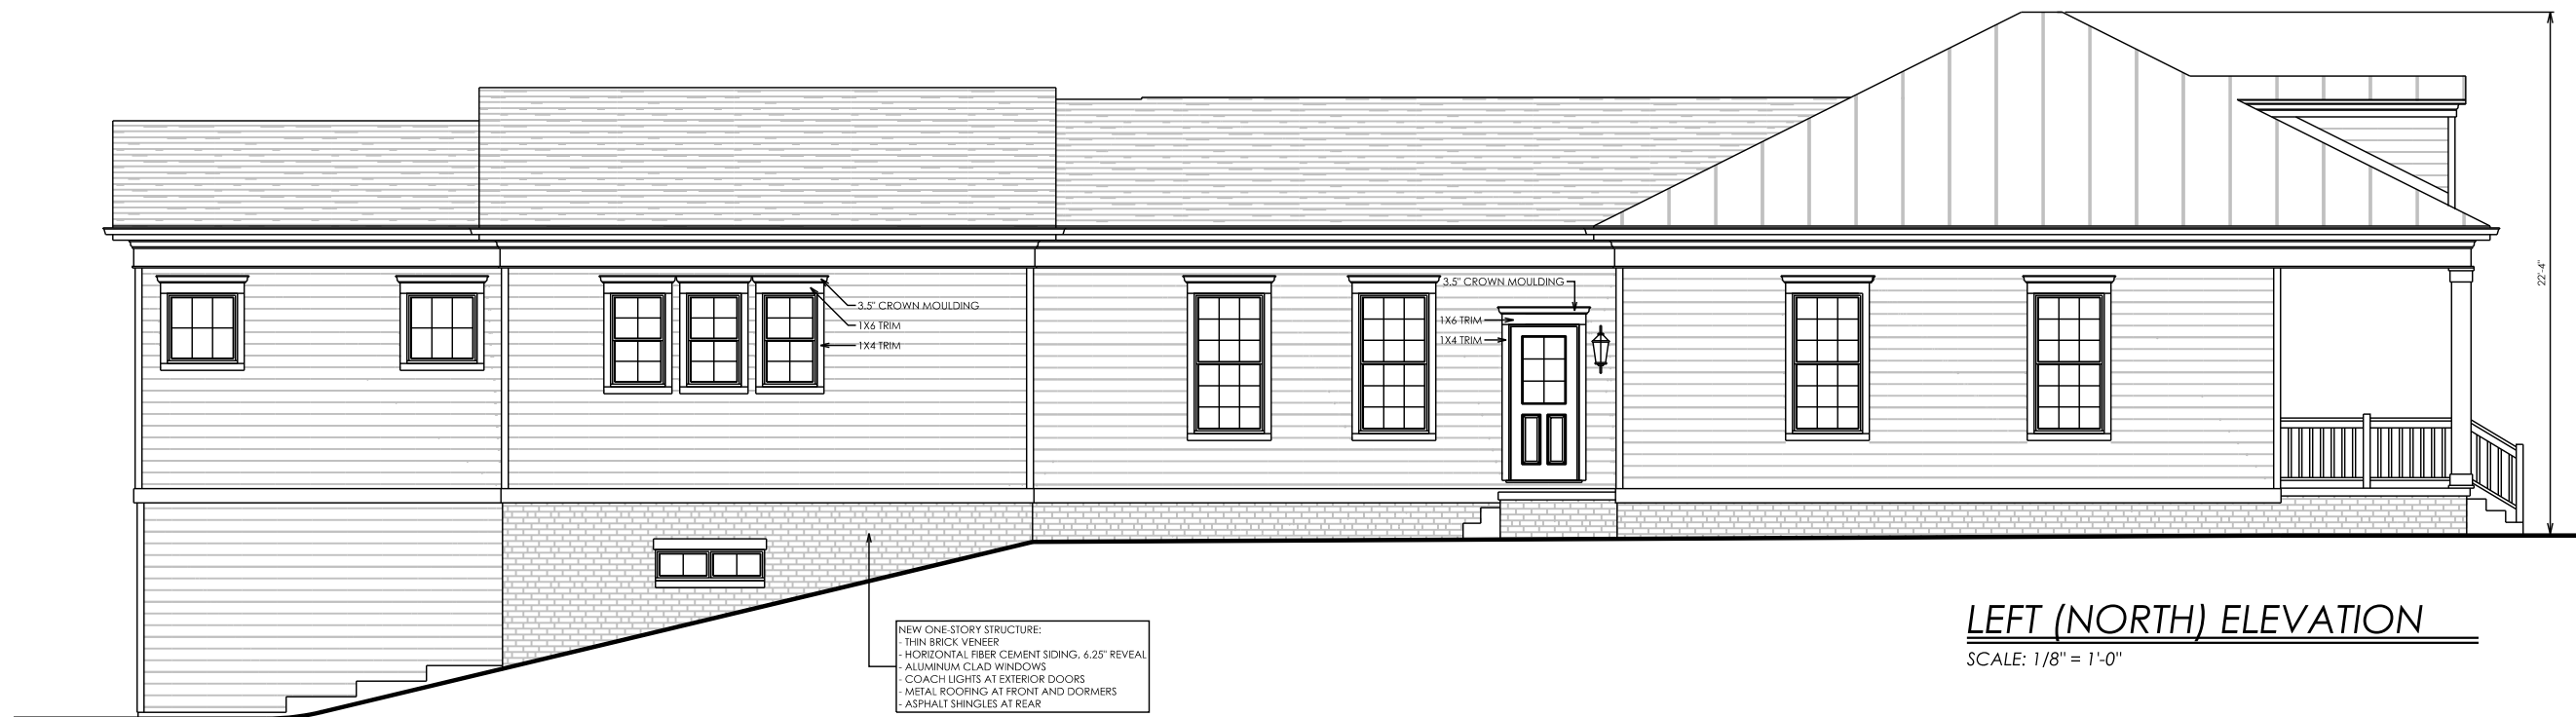 22'-4"
3.5" CROWN MOULDING
1X6 TRIM
1X4 TRIM
3.5" CROWN MOULDING
1X6 TRIM
1X4 TRIM
NEW ONE-STORY STRUCTURE:
- THIN BRICK VENEER
- HORIZONTAL FIBER CEMENT SIDING, 6.25" REVEAL
- ALUMINUM CLAD WINDOWS
- COACH LIGHTS AT EXTERIOR DOORS
- METAL ROOFING AT FRONT AND DORMERS
- ASPHALT SHINGLES AT REAR
LEFT (NORTH) ELEVATION
SCALE: 1/8" = 1'-0"